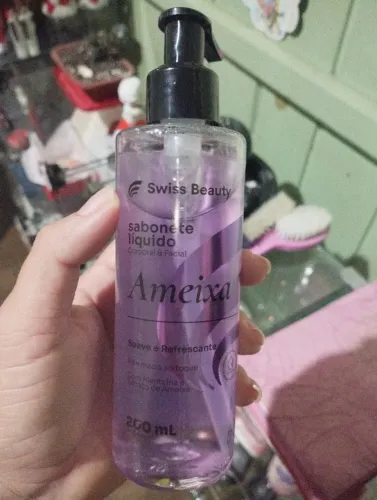 Swiss Beauty
sabonete
líquido
Corporal & Facial
Ameixa
Suave e Refrescante
200 mL